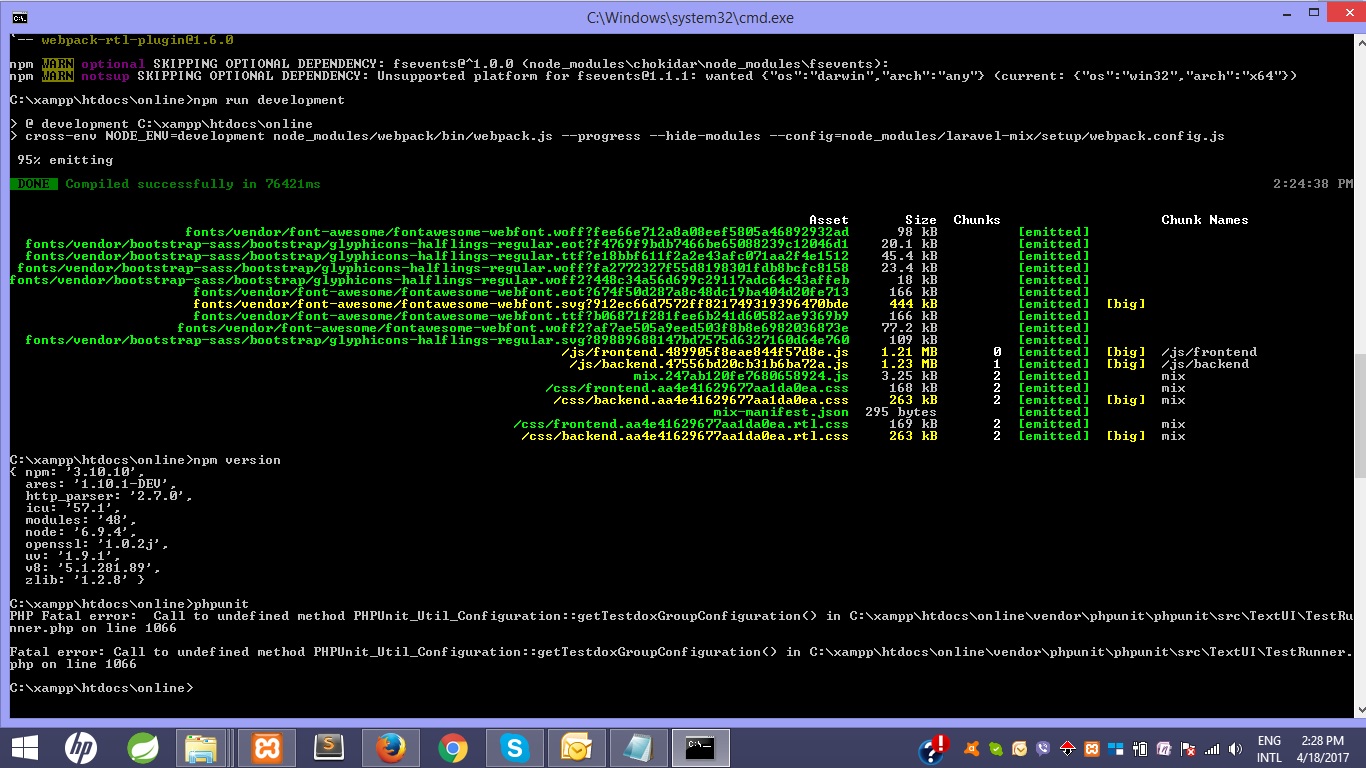 C:\Windows\system32\cmd.exe
`-- webpack-rtl-plugin@1.6.0
npm WARN optional SKIPPING OPTIONAL DEPENDENCY: fsevents@^1.0.0 (node_modules\chokidar\node_modules\fsevents):
npm WARN notsup SKIPPING OPTIONAL DEPENDENCY: Unsupported platform for fsevents@1.1.1: wanted {"os":"darwin","arch":"any"} (current: {"os":"win32","arch":"x64"})
C:\xampp\htdocs\online>npm run development
> @ development C:\xampp\htdocs\online
> cross-env NODE_ENV=development node_modules/webpack/bin/webpack.js --progress --hide-modules --config=node_modules/laravel-mix/setup/webpack.config.js
95% emitting
DONE Compiled successfully in 76421ms 2:24:38 PM
Asset Size Chunks Chunk Names
fonts/vendor/font-awesome/fontawesome-webfont.woff?fee66e712a8a08eef5805a46892932ad 98 kB [emitted]
fonts/vendor/bootstrap-sass/bootstrap/glyphicons-halflings-regular.eot?f4769f9bdb7466be65088239c12046d1 20.1 kB [emitted]
fonts/vendor/bootstrap-sass/bootstrap/glyphicons-halflings-regular.ttf?e18bbf611f2a2e43afc071aa2f4e1512 45.4 kB [emitted]
fonts/vendor/bootstrap-sass/bootstrap/glyphicons-halflings-regular.woff?fa2772327f55d8198301fdb8bcfc8158 23.4 kB [emitted]
fonts/vendor/bootstrap-sass/bootstrap/glyphicons-halflings-regular.woff2?448c34a56d699c29117adc64c43affeb 18 kB [emitted]
fonts/vendor/font-awesome/fontawesome-webfont.eot?674f50d287a8c48dc19ba404d20fe713 166 kB [emitted]
fonts/vendor/font-awesome/fontawesome-webfont.svg?912ec66d7572ff821749319396470bde 444 kB [emitted] [big]
fonts/vendor/font-awesome/fontawesome-webfont.ttf?b06871f281fee6b241d60582ae9369b9 166 kB [emitted]
fonts/vendor/font-awesome/fontawesome-webfont.woff2?af7ae505a9eed503f8b8e6982036873e 77.2 kB [emitted]
fonts/vendor/bootstrap-sass/bootstrap/glyphicons-halflings-regular.svg?89889688147bd7575d6327160d64e760 109 kB [emitted]
/js/frontend.489905f8eae844f57d8e.js 1.21 MB 0 [emitted] [big] /js/frontend
/js/backend.47556bd20cb31b6ba72a.js 1.23 MB 1 [emitted] [big] /js/backend
mix.247ab120fe7680658924.js 3.25 kB 2 [emitted] mix
/css/frontend.aa4e41629677aa1da0ea.css 168 kB 2 [emitted] mix
/css/backend.aa4e41629677aa1da0ea.css 263 kB 2 [emitted] [big] mix
mix-manifest.json 295 bytes [emitted]
/css/frontend.aa4e41629677aa1da0ea.rtl.css 169 kB 2 [emitted] mix
/css/backend.aa4e41629677aa1da0ea.rtl.css 263 kB 2 [emitted] [big] mix
C:\xampp\htdocs\online>npm version
{ npm: '3.10.10',
ares: '1.10.1-DEV',
http_parser: '2.7.0',
icu: '57.1',
modules: '48',
node: '6.9.4',
openssl: '1.0.2j',
uv: '1.9.1',
v8: '5.1.281.89',
zlib: '1.2.8' }
C:\xampp\htdocs\online>phpunit
PHP Fatal error:  Call to undefined method PHPUnit_Util_Configuration::getTestdoxGroupConfiguration() in C:\xampp\htdocs\online\vendor\phpunit\phpunit\src\TextUI\TestRu
nner.php on line 1066
Fatal error: Call to undefined method PHPUnit_Util_Configuration::getTestdoxGroupConfiguration() in C:\xampp\htdocs\online\vendor\phpunit\phpunit\src\TextUI\TestRunner.
php on line 1066
C:\xampp\htdocs\online>
ENG 2:28 PM
INTL 4/18/2017